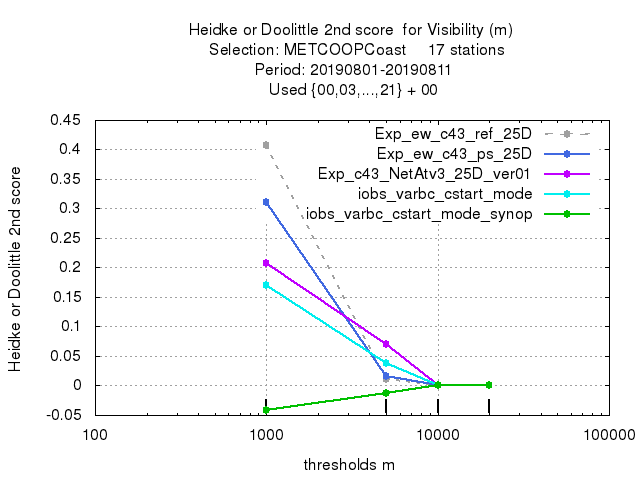 Heidke or Doolittle 2nd score  for Visibility (m)
Selection: METCOOPCoast     17 stations
Period: 20190801-20190811
Used {00,03,...,21} + 00
Heidke or Doolittle 2nd score
0.45
0.4
0.35
0.3
0.25
0.2
0.15
0.1
0.05
0
-0.05
Exp_ew_c43_ref_25D
Exp_ew_c43_ps_25D
Exp_c43_NetAtv3_25D_ver01
iobs_varbc_cstart_mode
iobs_varbc_cstart_mode_synop
100 1000 10000 100000
thresholds m